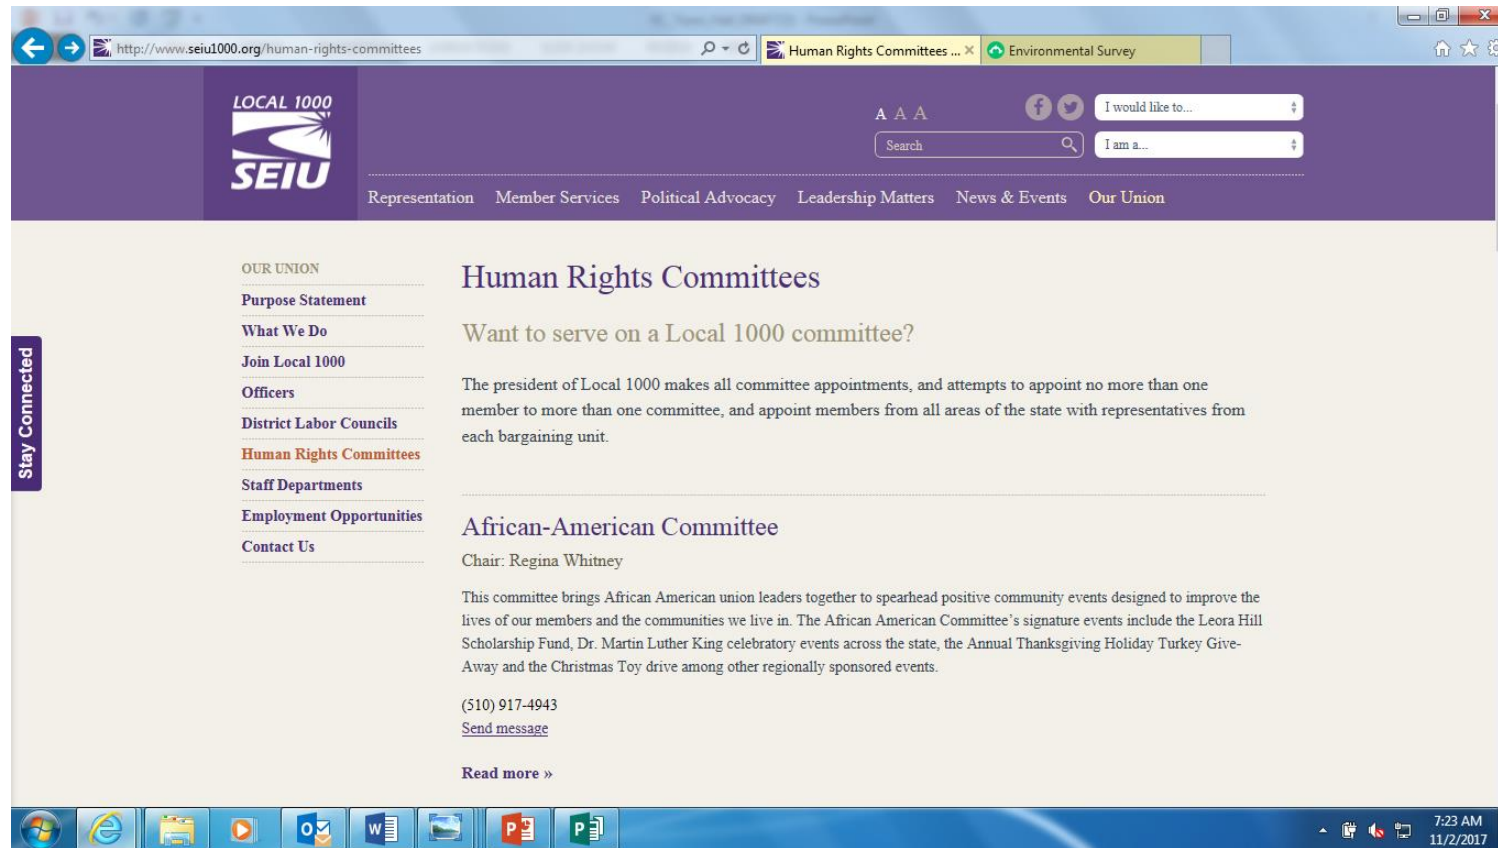 http://www.seiu1000.org/human-rights-committees
Human Rights Committees ...
Environmental Survey
LOCAL 1000
SEIU
A A A
I would like to...
Search
I am a...
Representation Member Services Political Advocacy Leadership Matters News & Events Our Union
OUR UNION
Purpose Statement
What We Do
Join Local 1000
Officers
District Labor Councils
Human Rights Committees
Staff Departments
Employment Opportunities
Contact Us
Stay Connected
Human Rights Committees
Want to serve on a Local 1000 committee?
The president of Local 1000 makes all committee appointments, and attempts to appoint no more than one
member to more than one committee, and appoint members from all areas of the state with representatives from
each bargaining unit.
African-American Committee
Chair: Regina Whitney
This committee brings African American union leaders together to spearhead positive community events designed to improve the
lives of our members and the communities we live in. The African American Committee's signature events include the Leora Hill
Scholarship Fund, Dr. Martin Luther King celebratory events across the state, the Annual Thanksgiving Holiday Turkey Give-
Away and the Christmas Toy drive among other regionally sponsored events.
(510) 917-4943
Send message
Read more »
7:23 AM
11/2/2017